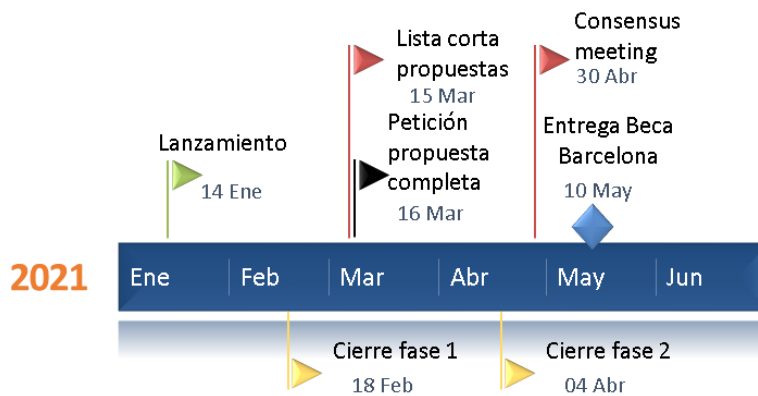 Lanzamiento
14 Ene
Lista corta
propuestas
15 Mar
Petición
propuesta
completa
16 Mar
Consensus
meeting
30 Abr
Entrega Beca
Barcelona
10 May
2021
Ene
Feb
Mar
Abr
May
Jun
Cierre fase 1
18 Feb
Cierre fase 2
04 Abr